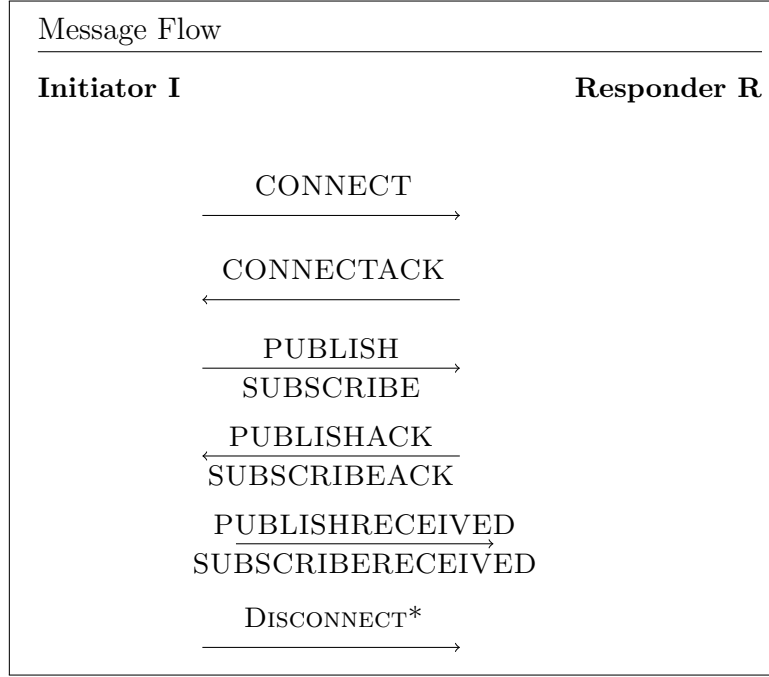 Message Flow
Initiator I Responder R
CONNECT
CONNECTACK
PUBLISH
SUBSCRIBE
PUBLISHACK
SUBSCRIBEACK
PUBLISHRECEIVED
SUBSCRIBERECEIVED
DISCONNECT*